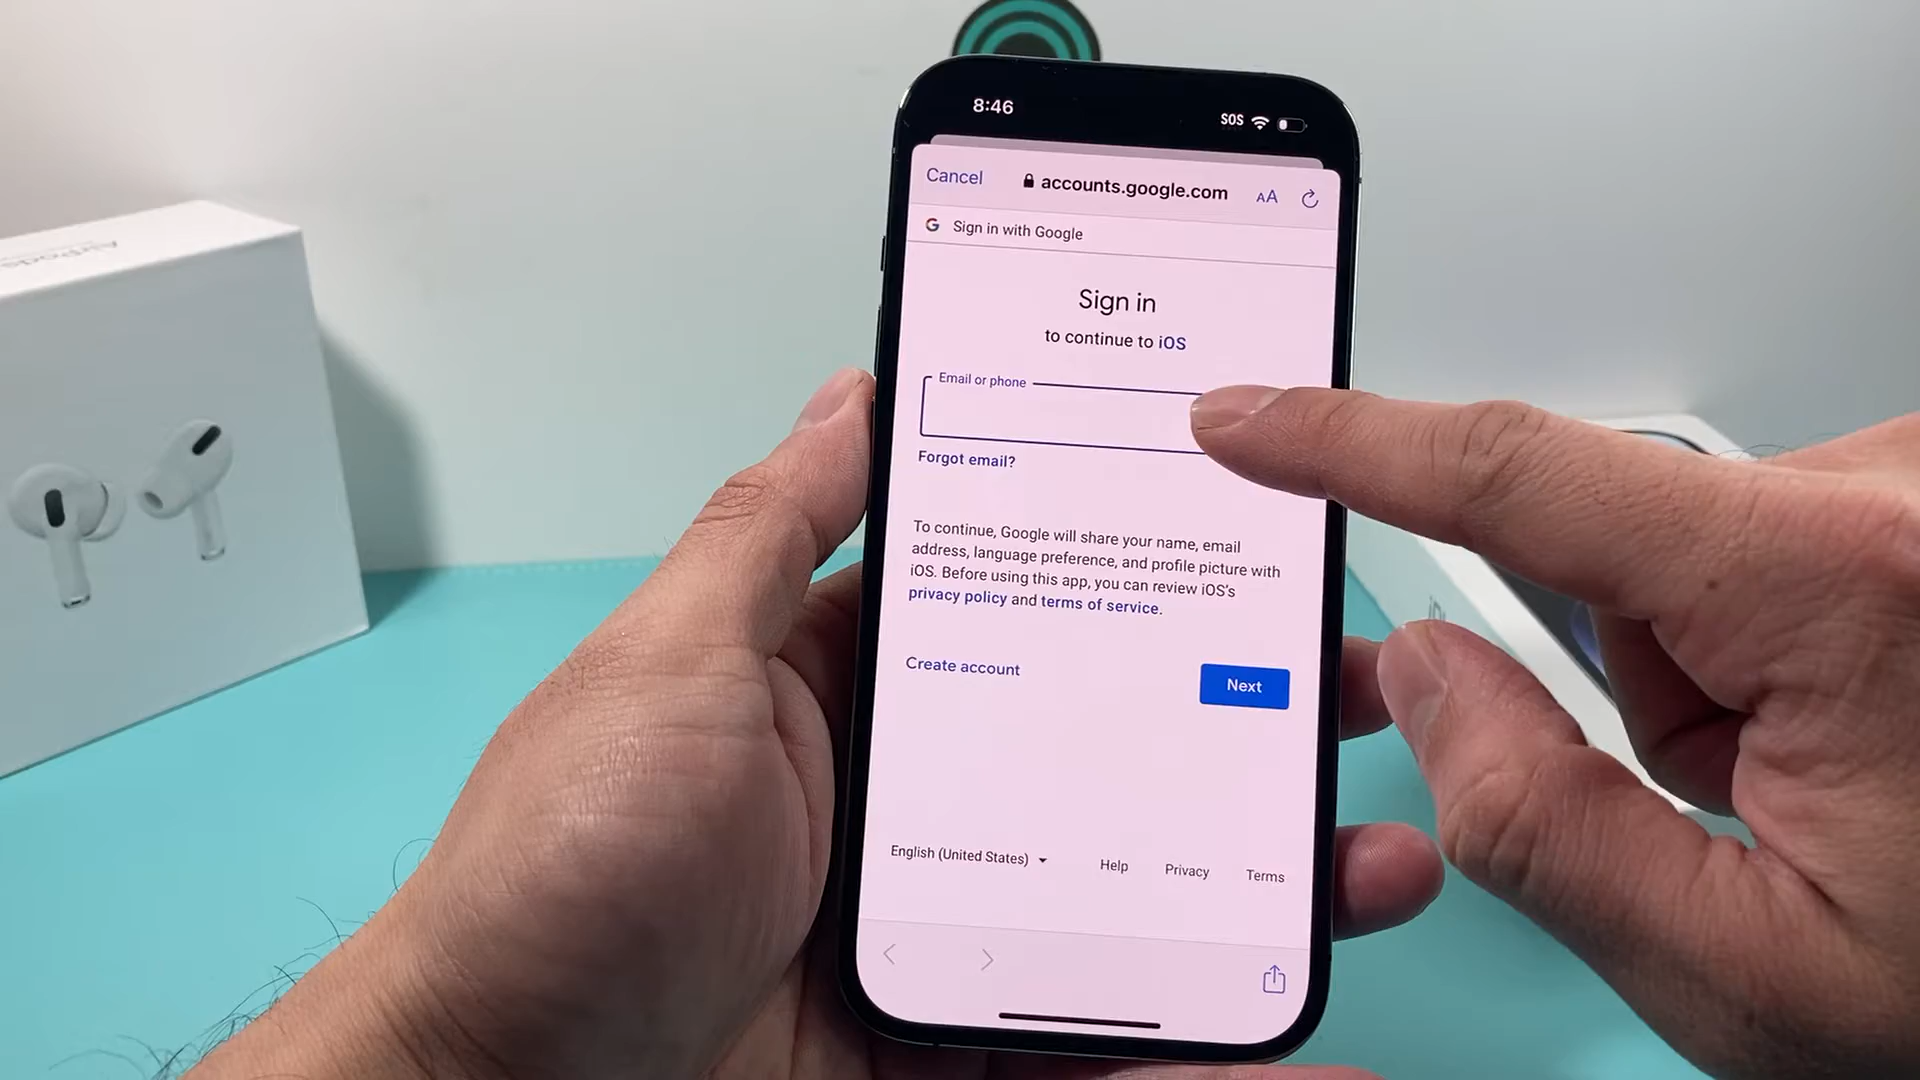 8:46
SOS
Cancel
accounts.google.com
AA
G
Sign in with Google
Sign in
to continue to iOS
Email or phone
Forgot email?
To continue, Google will share your name, email
address, language preference, and profile picture with
iOS. Before using this app, you can review iOS's
privacy policy and terms of service.
Create account
Next
English (United States)
Help
Privacy
Terms
AirPods